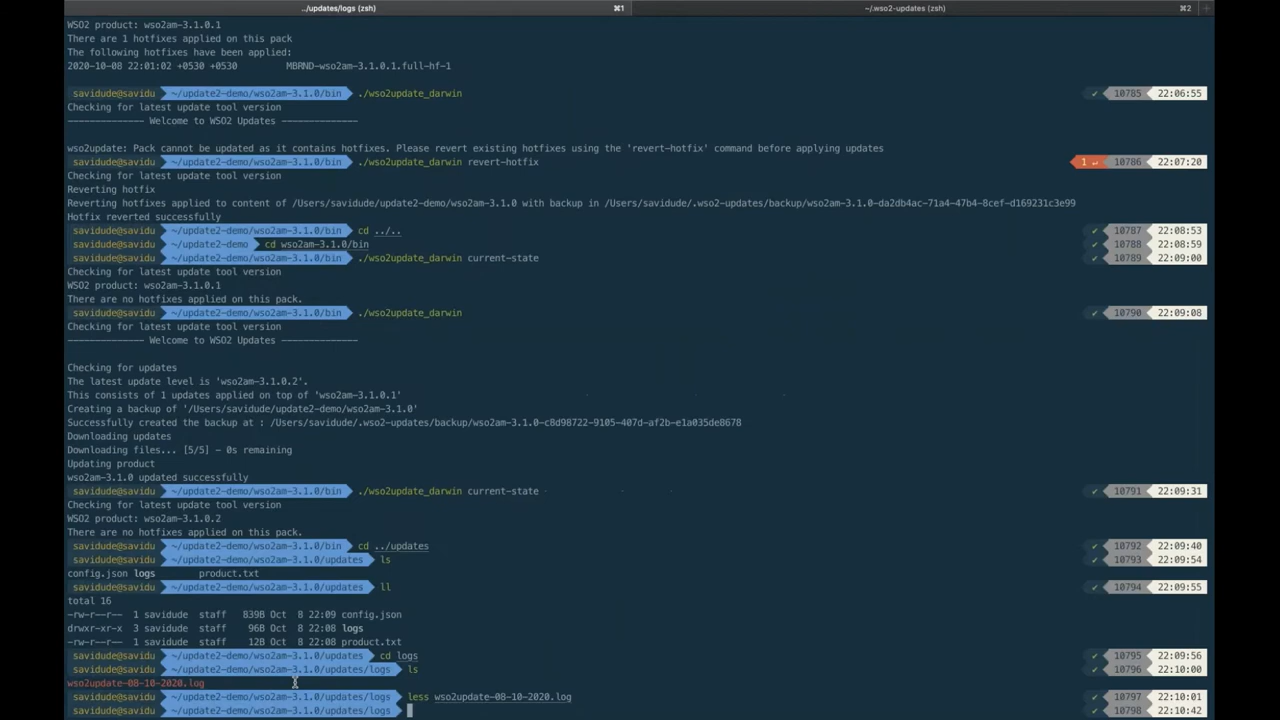 ../updates/logs (zsh) ⌘1 ~/.wso2-updates (zsh) ⌘2 +
WSO2 product: wso2am-3.1.0.1
There are 1 hotfixes applied on this pack
The following hotfixes have been applied:
2020-10-08 22:01:02 +0530 +0530 MBRND-wso2am-3.1.0.1.full-hf-1
savidude@savidu ~/update2-demo/wso2am-3.1.0/bin ./wso2update_darwin ✔ 10785 22:06:55
Checking for latest update tool version
-------------- Welcome to WSO2 Updates --------------
wso2update: Pack cannot be updated as it contains hotfixes. Please revert existing hotfixes using the 'revert-hotfix' command before applying updates
savidude@savidu ~/update2-demo/wso2am-3.1.0/bin ./wso2update_darwin revert-hotfix 1 ↵ 10786 22:07:20
Checking for latest update tool version
Reverting hotfix
Reverting hotfixes applied to content of /Users/savidude/update2-demo/wso2am-3.1.0 with backup in /Users/savidude/.wso2-updates/backup/wso2am-3.1.0-da2db4ac-71a4-47b4-8cef-d169231c3e99
Hotfix reverted successfully
savidude@savidu ~/update2-demo/wso2am-3.1.0/bin cd ../.. ✔ 10787 22:08:53
savidude@savidu ~/update2-demo cd wso2am-3.1.0/bin ✔ 10788 22:08:59
savidude@savidu ~/update2-demo/wso2am-3.1.0/bin ./wso2update_darwin current-state ✔ 10789 22:09:00
Checking for latest update tool version
WSO2 product: wso2am-3.1.0.1
There are no hotfixes applied on this pack.
savidude@savidu ~/update2-demo/wso2am-3.1.0/bin ./wso2update_darwin ✔ 10790 22:09:08
Checking for latest update tool version
-------------- Welcome to WSO2 Updates --------------
Checking for updates
The latest update level is 'wso2am-3.1.0.2'.
This consists of 1 updates applied on top of 'wso2am-3.1.0.1'
Creating a backup of '/Users/savidude/update2-demo/wso2am-3.1.0'
Successfully created the backup at : /Users/savidude/.wso2-updates/backup/wso2am-3.1.0-c8d98722-9105-407d-af2b-e1a035de8678
Downloading updates
Downloading files... [5/5] - 0s remaining
Updating product
wso2am-3.1.0 updated successfully
savidude@savidu ~/update2-demo/wso2am-3.1.0/bin ./wso2update_darwin current-state ✔ 10791 22:09:31
Checking for latest update tool version
WSO2 product: wso2am-3.1.0.2
There are no hotfixes applied on this pack.
savidude@savidu ~/update2-demo/wso2am-3.1.0/bin cd ../updates ✔ 10792 22:09:40
savidude@savidu ~/update2-demo/wso2am-3.1.0/updates ls ✔ 10793 22:09:54
config.json logs product.txt
savidude@savidu ~/update2-demo/wso2am-3.1.0/updates ll ✔ 10794 22:09:55
total 16
-rw-r--r-- 1 savidude staff 839B Oct 8 22:09 config.json
drwxr-xr-x 3 savidude staff 96B Oct 8 22:08 logs
-rw-r--r-- 1 savidude staff 12B Oct 8 22:08 product.txt
savidude@savidu ~/update2-demo/wso2am-3.1.0/updates cd logs ✔ 10795 22:09:56
savidude@savidu ~/update2-demo/wso2am-3.1.0/updates/logs ls ✔ 10796 22:10:00
wso2update-08-10-2020.log
savidude@savidu ~/update2-demo/wso2am-3.1.0/updates/logs less wso2update-08-10-2020.log ✔ 10797 22:10:01
savidude@savidu ~/update2-demo/wso2am-3.1.0/updates/logs ✔ 10798 22:10:42